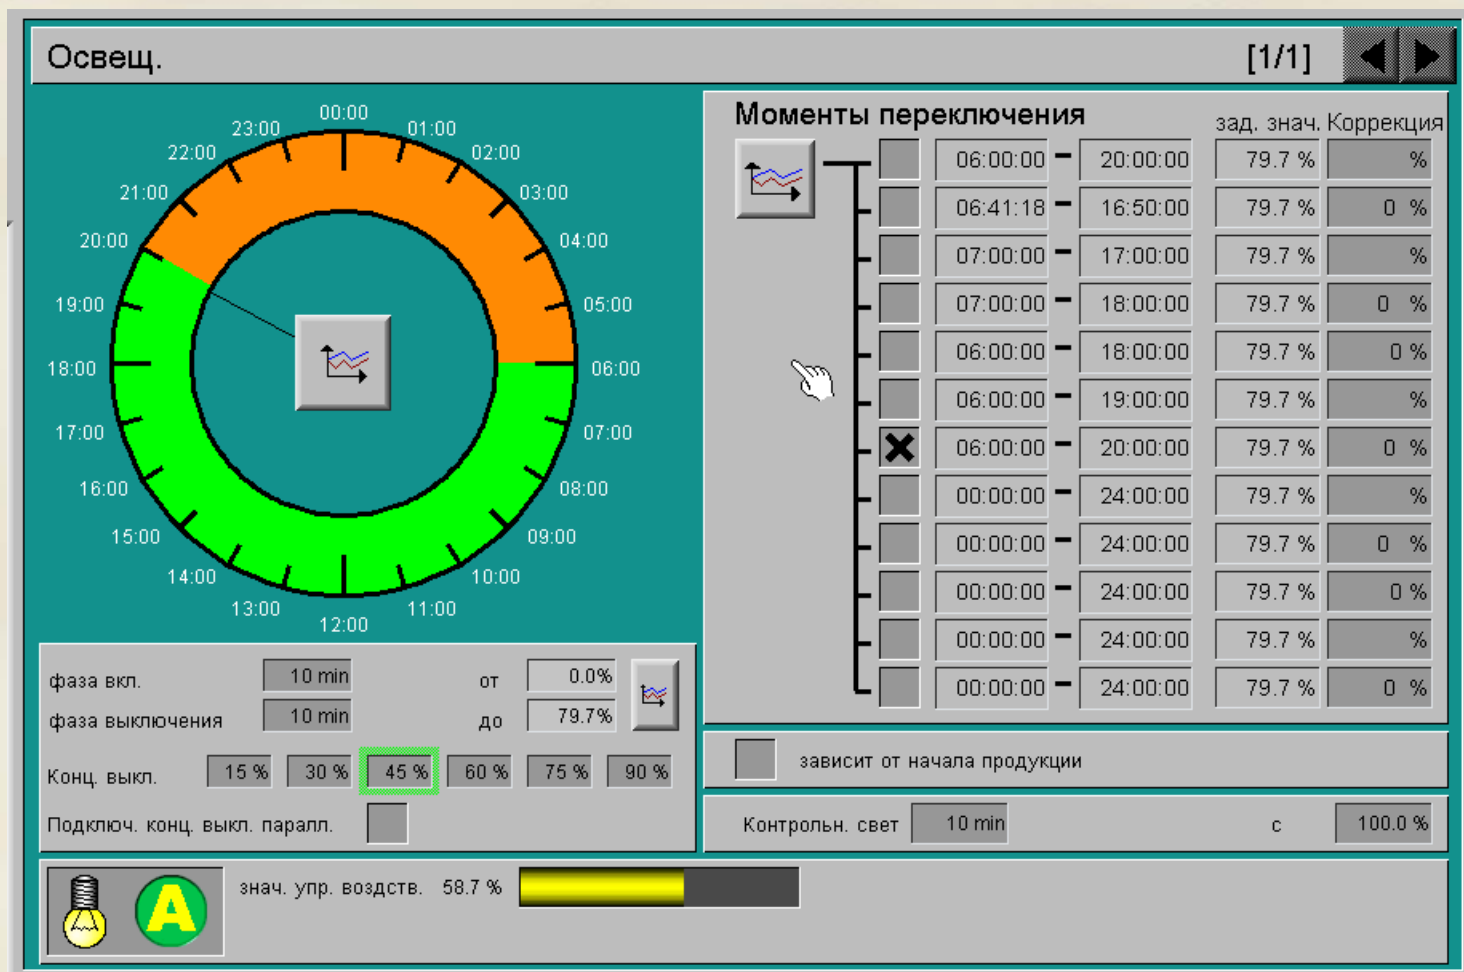 Освещ. [1/1]
00:00
23:00 01:00
22:00 02:00
21:00 03:00
20:00 04:00
19:00 05:00
18:00 06:00
17:00 07:00
16:00 08:00
15:00 09:00
14:00 10:00
13:00 11:00
12:00
Моменты переключения зад. знач. Коррекция
06:00:00 - 20:00:00 79.7 % %
06:41:18 - 16:50:00 79.7 % 0 %
07:00:00 - 17:00:00 79.7 % %
07:00:00 - 18:00:00 79.7 % 0 %
06:00:00 - 18:00:00 79.7 % 0 %
06:00:00 - 19:00:00 79.7 % %
06:00:00 - 20:00:00 79.7 % 0 %
00:00:00 - 24:00:00 79.7 % %
00:00:00 - 24:00:00 79.7 % 0 %
00:00:00 - 24:00:00 79.7 % 0 %
00:00:00 - 24:00:00 79.7 % %
00:00:00 - 24:00:00 79.7 % 0 %
фаза вкл. 10 min от 0.0%
фаза выключения 10 min до 79.7%
Конц. выкл. 15 % 30 % 45 % 60 % 75 % 90 %
Подключ. конц. выкл. паралл.
зависит от начала продукции
Контрольн. свет 10 min с 100.0 %
A
знач. упр. воздств. 58.7 %